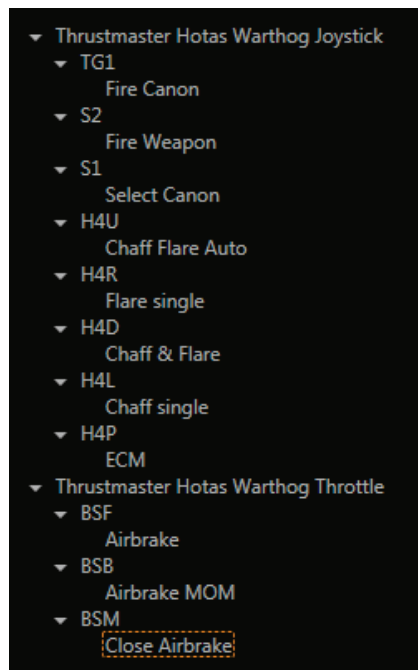 Thrustmaster Hotas Warthog Joystick
TG1
Fire Canon
S2
Fire Weapon
S1
Select Canon
H4U
Chaff Flare Auto
H4R
Flare single
H4D
Chaff & Flare
H4L
Chaff single
H4P
ECM
Thrustmaster Hotas Warthog Throttle
BSF
Airbrake
BSB
Airbrake MOM
BSM
Close Airbrake